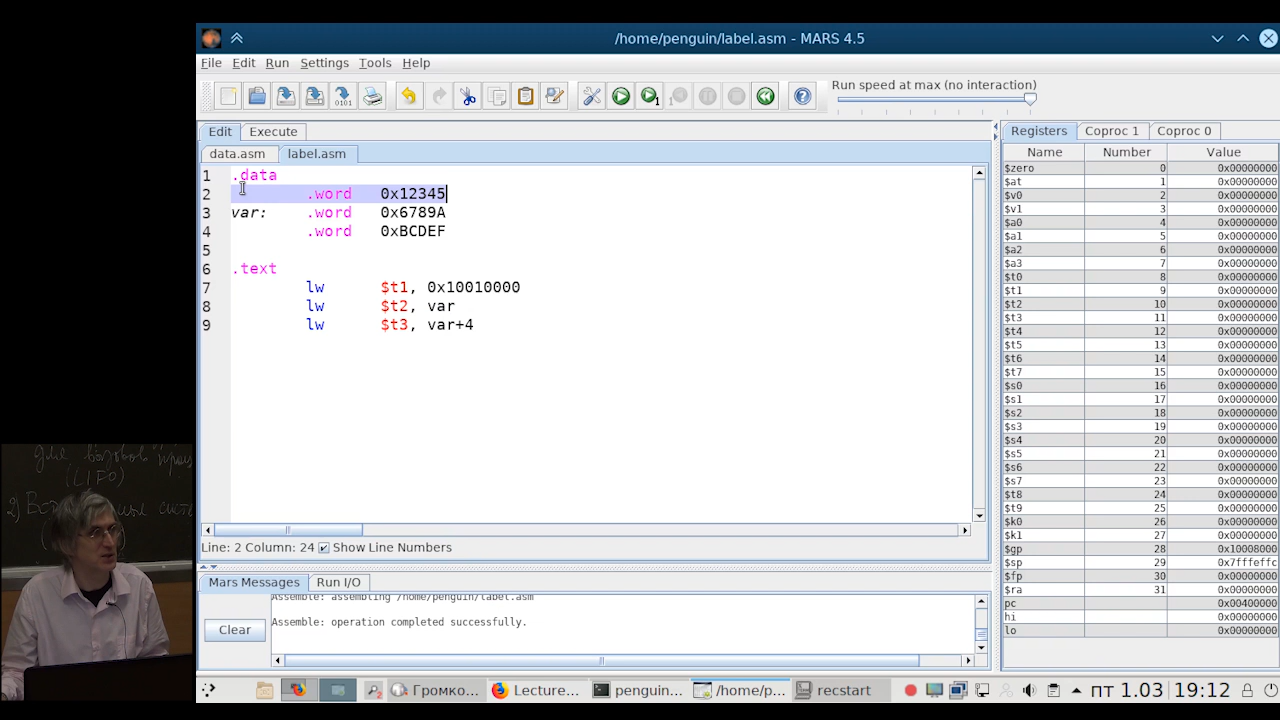 /home/penguin/label.asm - MARS 4.5
File Edit Run Settings Tools Help
Run speed at max (no interaction)
Edit Execute
data.asm label.asm
1 .data
2 .word 0x12345
3 var: .word 0x6789A
4 .word 0xBCDEF
5
6 .text
7 lw $t1, 0x10010000
8 lw $t2, var
9 lw $t3, var+4
Line: 2 Column: 24 Show Line Numbers
Mars Messages Run I/O
Assemble: assembling /home/penguin/label.asm
Assemble: operation completed successfully.
Clear
Registers Coproc 1 Coproc 0
Name Number Value
$zero 0 0x00000000
$at 1 0x00000000
$v0 2 0x00000000
$v1 3 0x00000000
$a0 4 0x00000000
$a1 5 0x00000000
$a2 6 0x00000000
$a3 7 0x00000000
$t0 8 0x00000000
$t1 9 0x00000000
$t2 10 0x00000000
$t3 11 0x00000000
$t4 12 0x00000000
$t5 13 0x00000000
$t6 14 0x00000000
$t7 15 0x00000000
$s0 16 0x00000000
$s1 17 0x00000000
$s2 18 0x00000000
$s3 19 0x00000000
$s4 20 0x00000000
$s5 21 0x00000000
$s6 22 0x00000000
$s7 23 0x00000000
$t8 24 0x00000000
$t9 25 0x00000000
$k0 26 0x00000000
$k1 27 0x00000000
$gp 28 0x10008000
$sp 29 0x7fffeffc
$fp 30 0x00000000
$ra 31 0x00000000
pc 0x00400000
hi 0x00000000
lo 0x00000000
для
(LIFO)
2)
Громко... Lecture... penguin... /home/p... recstart ПТ 1.03 19:12